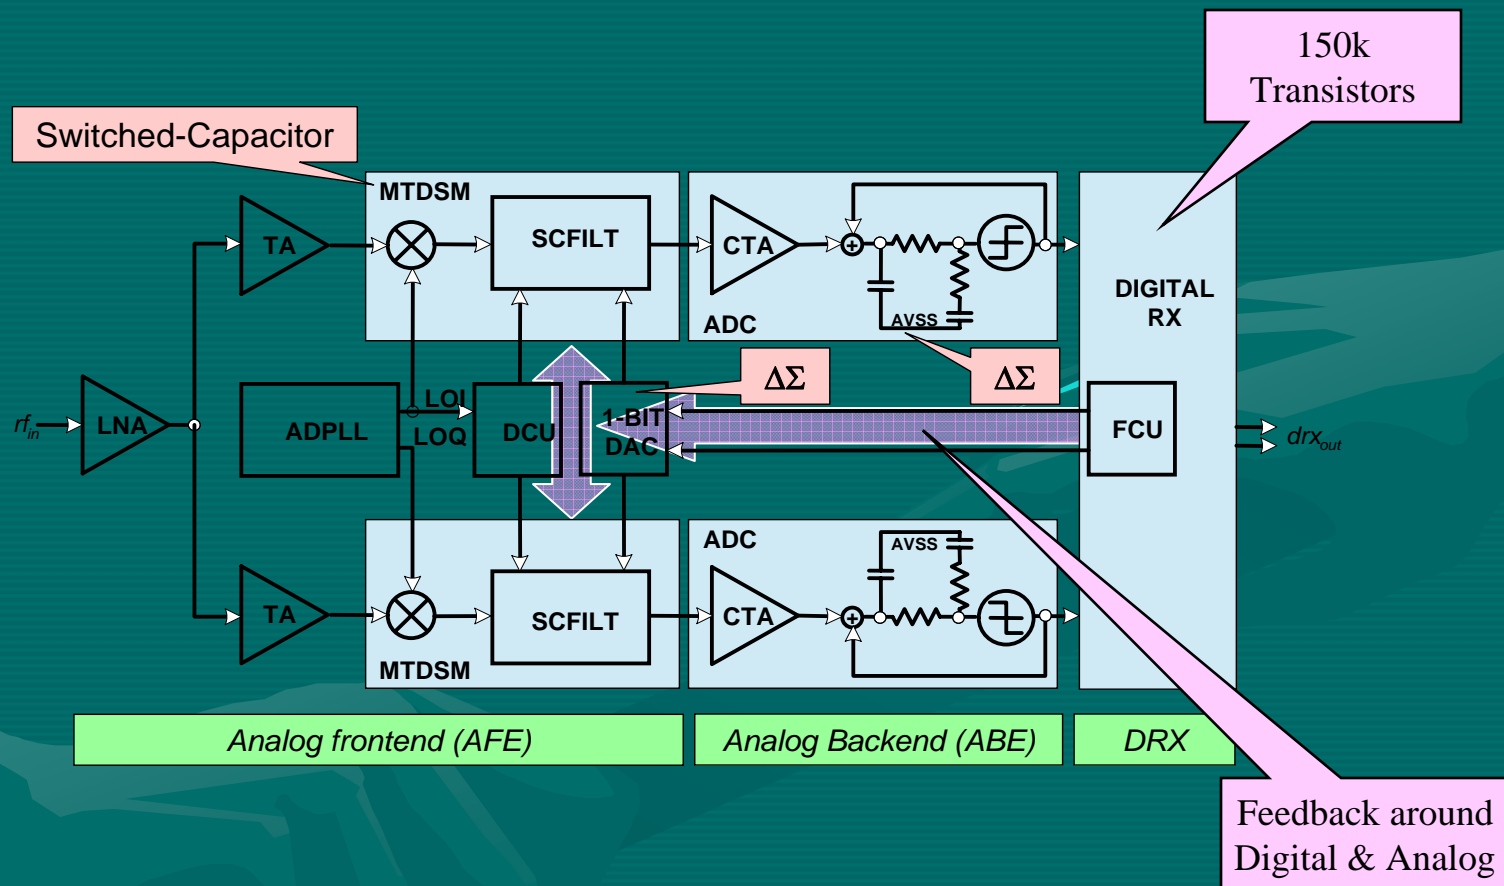 150k
Transistors
Switched-Capacitor
MTDSM
TA
SCFILT
CTA
AVSS
ADC
DIGITAL
RX
ΔΣ
ΔΣ
rfin
LNA
ADPLL
LOI
LOQ
DCU
1-BIT
DAC
FCU
drxout
ADC
AVSS
TA
SCFILT
CTA
MTDSM
Analog frontend (AFE)
Analog Backend (ABE)
DRX
Feedback around
Digital & Analog